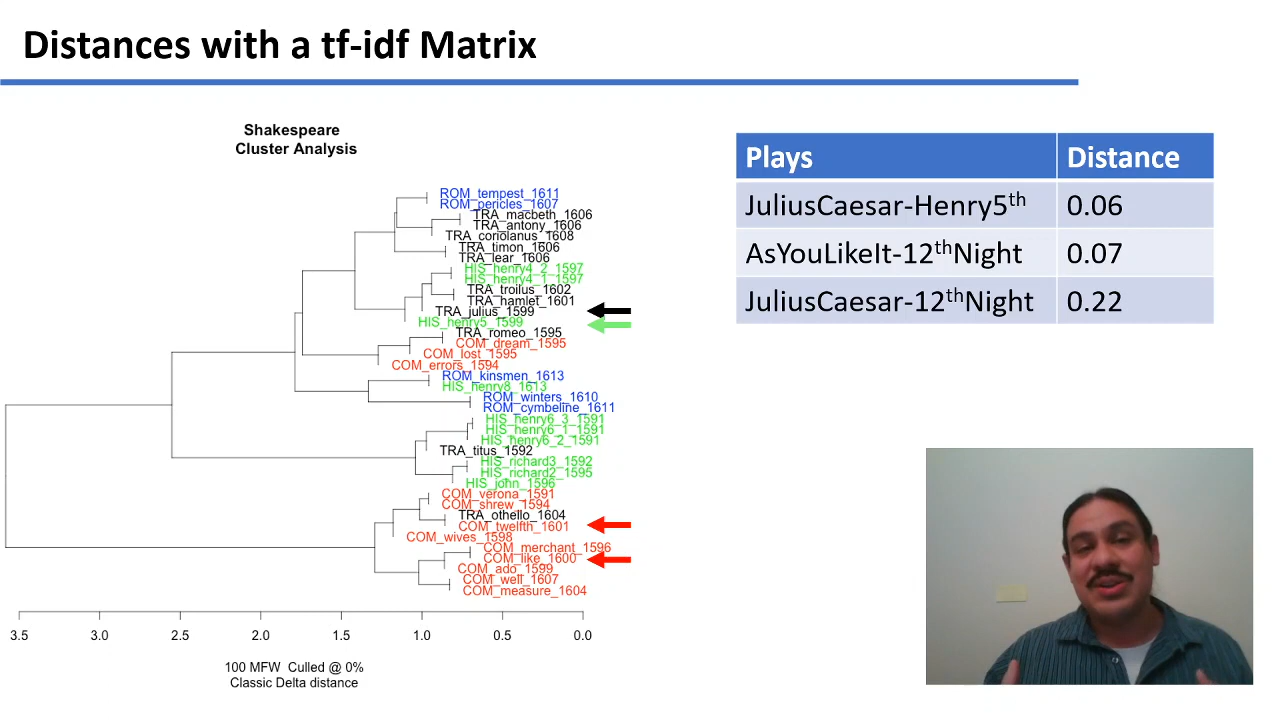 Distances with a tf-idf Matrix
Shakespeare
Cluster Analysis
ROM_tempest_1611
ROM_pericles_1607
TRA_macbeth_1606
TRA_antony_1606
TRA_coriolanus_1608
TRA_timon_1606
TRA_lear_1606
HIS_henry4_2_1597
HIS_henry4_1_1597
TRA_troilus_1602
TRA_hamlet_1601
TRA_julius_1599
HIS_henry5_1599
TRA_romeo_1595
COM_dream_1595
COM_lost_1595
COM_errors_1594
ROM_kinsmen_1613
HIS_henry8_1613
ROM_winters_1610
ROM_cymbeline_1611
HIS_henry6_3_1591
HIS_henry6_1_1591
HIS_henry6_2_1591
TRA_titus_1592
HIS_richard3_1592
HIS_richard2_1595
HIS_john_1596
COM_verona_1591
COM_shrew_1594
TRA_othello_1604
COM_twelfth_1601
COM_wives_1598
COM_merchant_1596
COM_like_1600
COM_ado_1599
COM_well_1607
COM_measure_1604
3.5 3.0 2.5 2.0 1.5 1.0 0.5 0.0
100 MFW Culled @ 0%
Classic Delta distance
Plays Distance
JuliusCaesar-Henry5th 0.06
AsYouLikeIt-12thNight 0.07
JuliusCaesar-12thNight 0.22